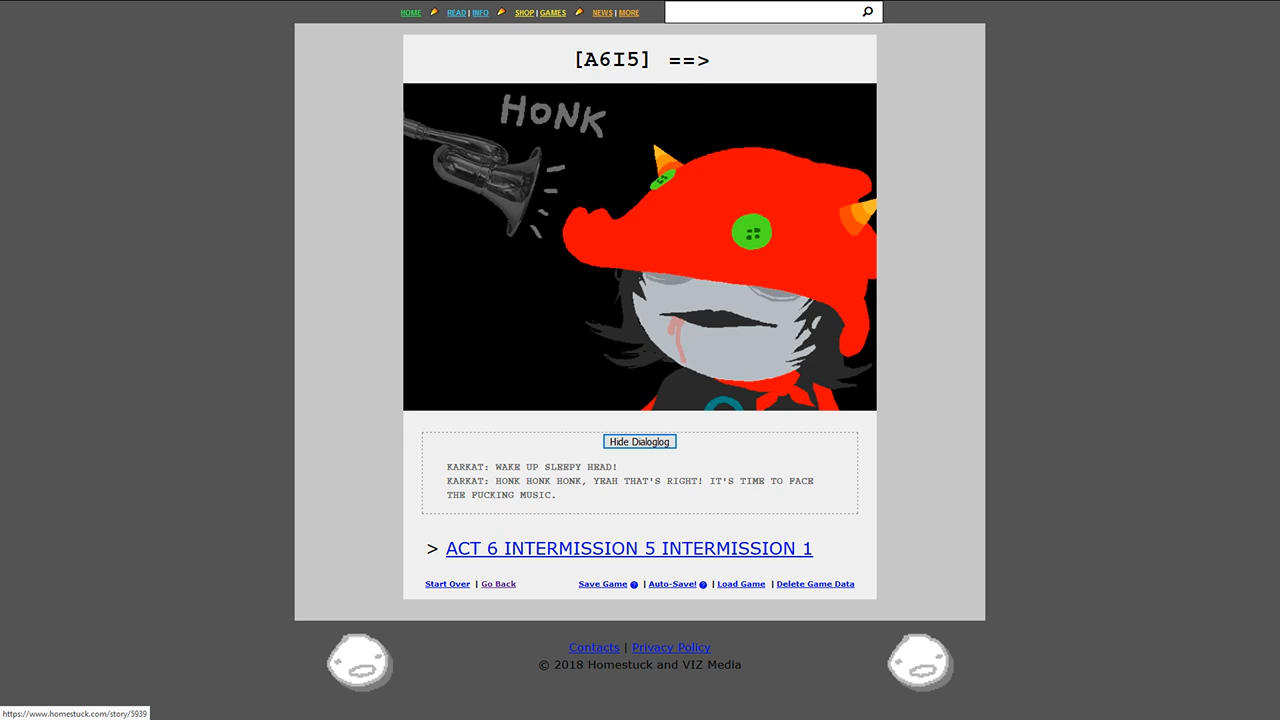 HOME READ | INFO SHOP | GAMES NEWS | MORE
[A6I5] ==>
HONK
Hide Dialoglog
KARKAT: WAKE UP SLEEPY HEAD!
KARKAT: HONK HONK HONK, YEAH THAT'S RIGHT! IT'S TIME TO FACE
THE FUCKING MUSIC.
> ACT 6 INTERMISSION 5 INTERMISSION 1
Start Over | Go Back Save Game ? | Auto-Save! ? | Load Game | Delete Game Data
Contacts | Privacy Policy
© 2018 Homestuck and VIZ Media
https://www.homestuck.com/story/5939